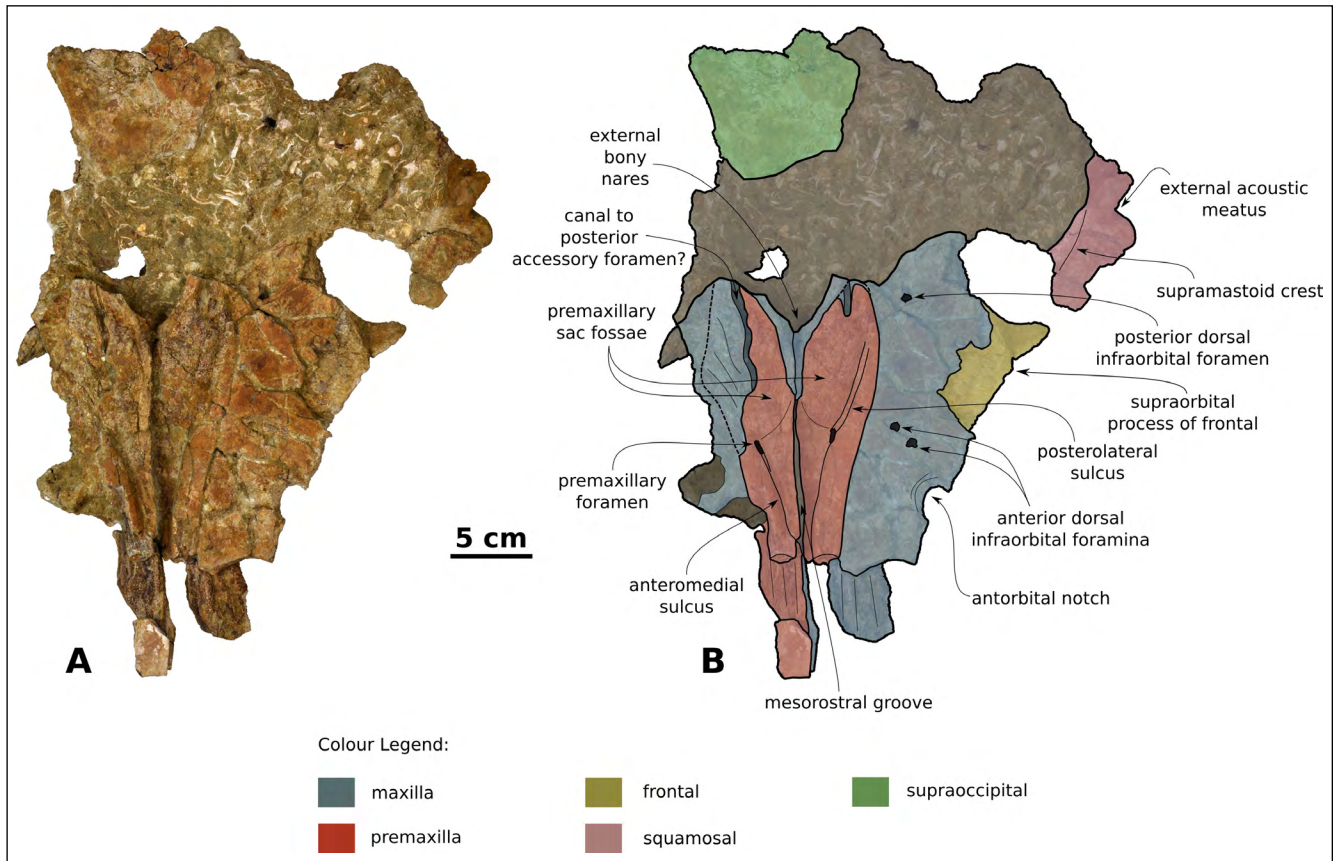 external
bony
nares
canal to
posterior
accessory foramen?
premaxillary
sac fossae
premaxillary
foramen
anteromedial
sulcus
external acoustic
meatus
supramastoid crest
posterior dorsal
infraorbital foramen
supraorbital
process of frontal
posterolateral
sulcus
anterior dorsal
infraorbital foramina
antorbital notch
mesorostral groove
5 cm
A
B
Colour Legend:
maxilla
premaxilla
frontal
squamosal
supraoccipital